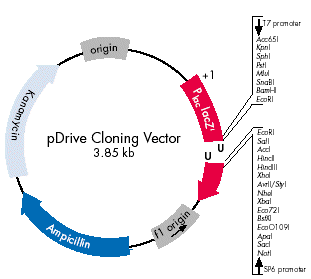 T7 promoter
Acc65I
KpnI
SphI
PstI
MluI
SnaBI
BamHI
EcoRI
origin
+1
Plac lacZ'
Kanamycin
pDrive Cloning Vector
3.85 kb
U
U
EcoRI
SalI
AccI
HincII
HindIII
XhoI
AvrII/StyI
NheI
XbaI
Eco72I
BstXI
EcoO109I
ApaI
SacI
NotI
SP6 promoter
Ampicillin
f1 origin